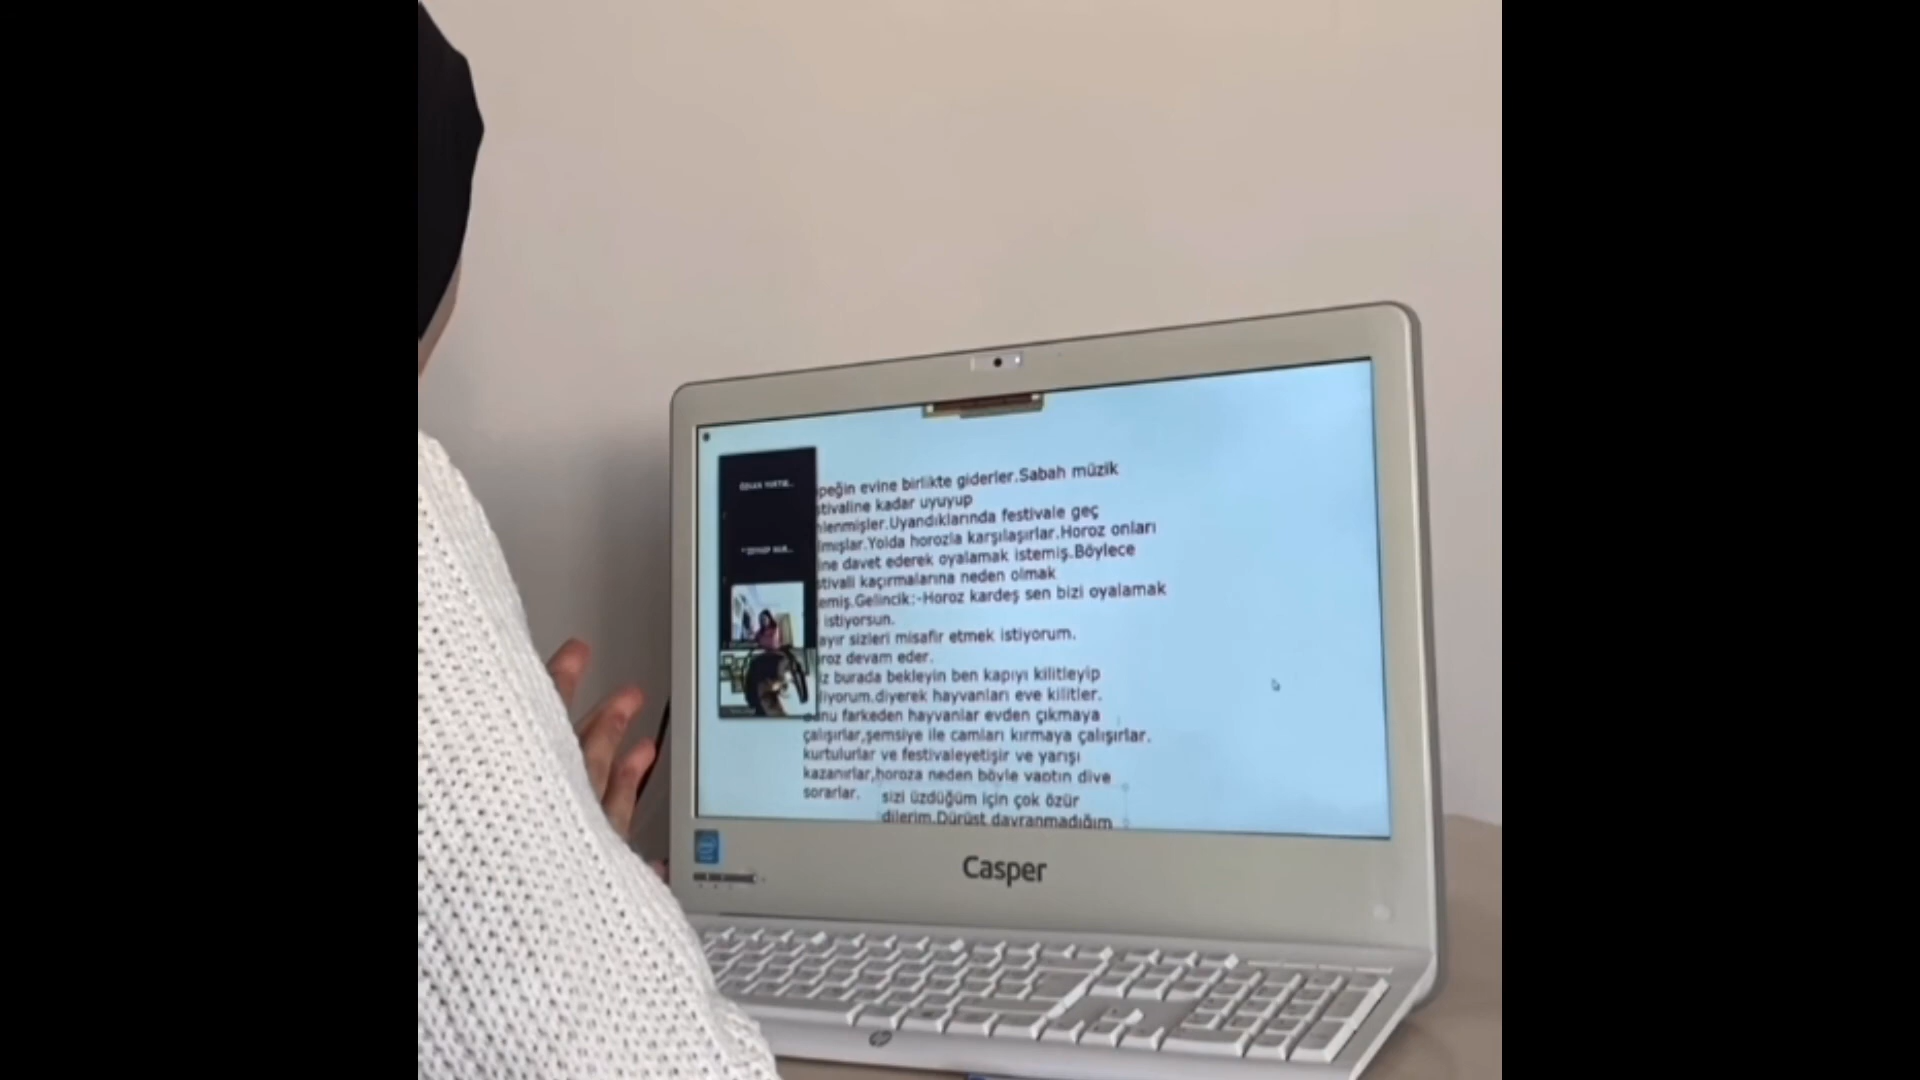 peğin evine birlikte giderler.Sabah müzik
stivaline kadar uyuyup
nlenmişler.Uyandıklarında festivale geç
lmışlar.Yolda horozla karşılaşırlar.Horoz onları
ine davet ederek oyalamak istemiş.Böylece
stivali kaçırmalarına neden olmak
emiş.Gelincik:-Horoz kardeş sen bizi oyalamak
istiyorsun.
ayır sizleri misafir etmek istiyorum.
roz devam eder.
iz burada bekleyin ben kapıyı kilitleyip
liyorum.diyerek hayvanları eve kilitler.
unu farkeden hayvanlar evden çıkmaya
çalışırlar,şemsiye ile camları kırmaya çalışırlar.
kurtulurlar ve festivaleyetişir ve yarışı
kazanırlar,horoza neden böyle yaptın diye
sorarlar.
sizi üzdüğüm için çok özür
dilerim.Dürüst davranmadığım
Casper
hp